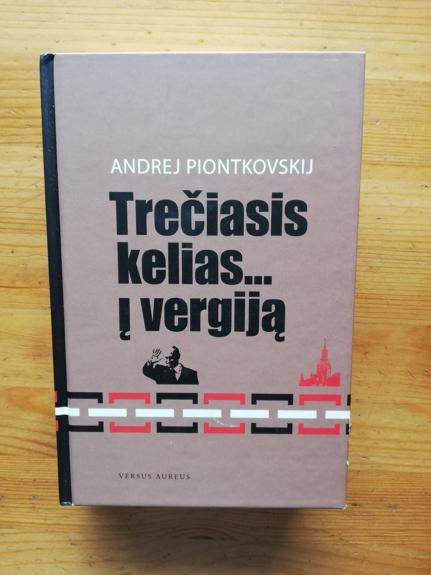 ANDREJ PIONTKOVSKIJ
Trečiasis
kelias...
į vergiją
VERSUS AUREUS